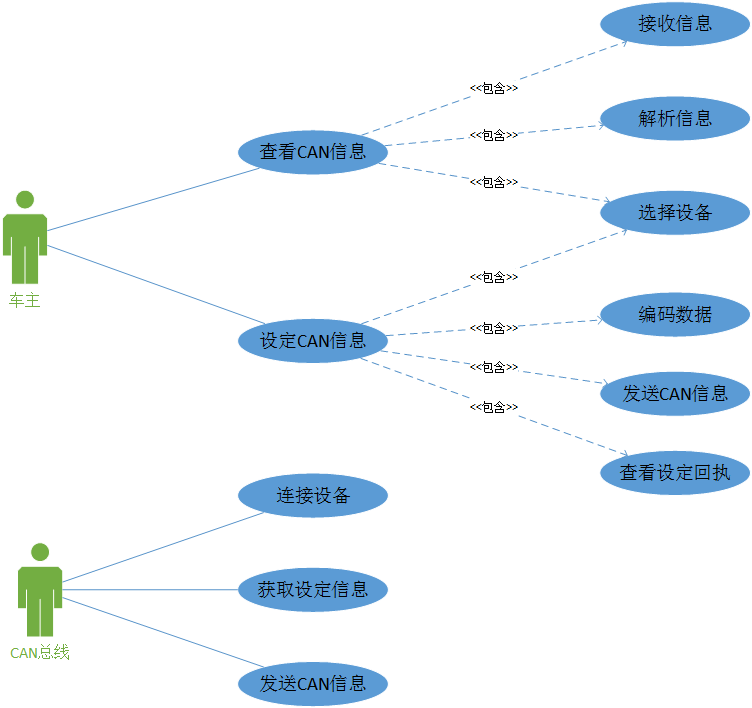 接收信息
<<包含>>
解析信息
<<包含>>
查看CAN信息
<<包含>>
选择设备
<<包含>>
车主
编码数据
<<包含>>
设定CAN信息
<<包含>>
发送CAN信息
<<包含>>
查看设定回执
连接设备
获取设定信息
CAN总线
发送CAN信息